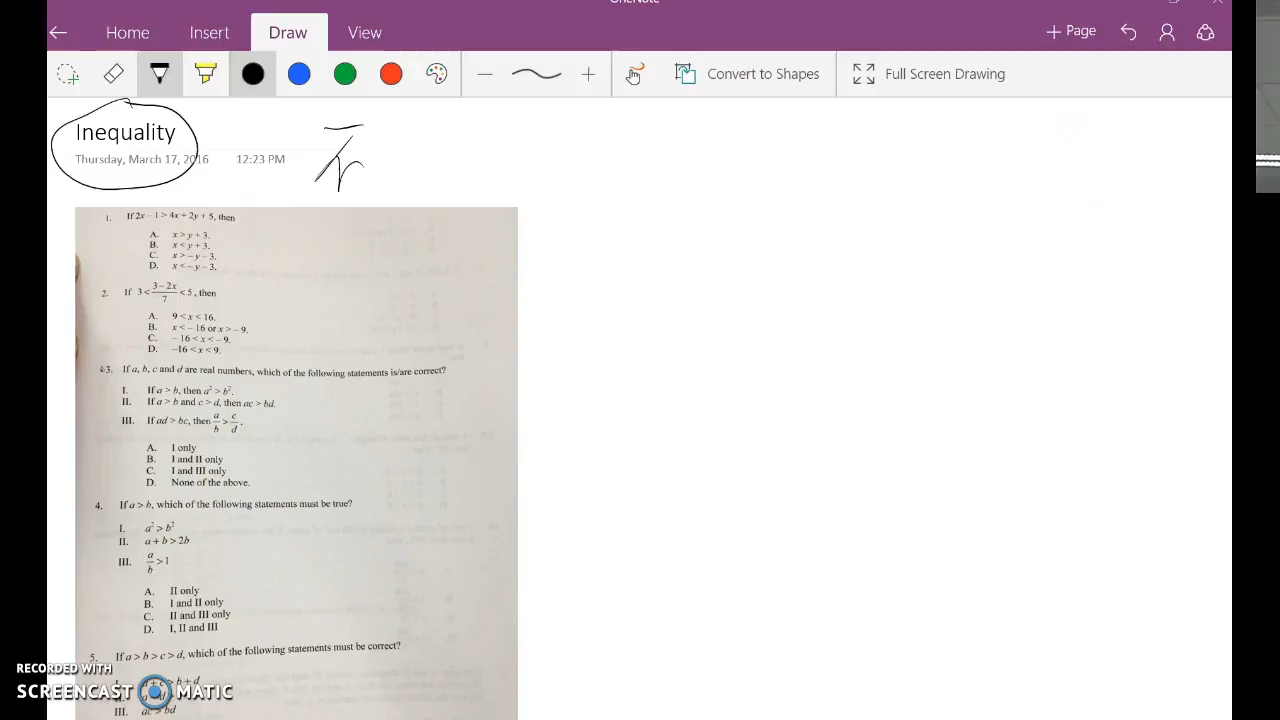 OneNote
Home Insert Draw View
Page
Convert to Shapes Full Screen Drawing
Inequality
Thursday, March 17, 2016 12:23 PM
不
1. If 2x − 1 > 4x + 2y + 5, then
A. x > y + 3.
B. x < y + 3.
C. x > − y − 3.
D. x < − y − 3.
2. If 3 < (3 − 2x)/7 < 5, then
A. 9 < x < 16.
B. x < − 16 or x > − 9.
C. − 16 < x < − 9.
D. −16 < x < 9.
3. If a, b, c and d are real numbers, which of the following statements is/are correct?
I. If a > b, then a² > b².
II. If a > b and c > d, then ac > bd.
III. If ad > bc, then a/b > c/d.
A. I only
B. I and II only
C. I and III only
D. None of the above.
4. If a > b, which of the following statements must be true?
I. a² > b²
II. a + b > 2b
III. a/b > 1
A. II only
B. I and II only
C. II and III only
D. I, II and III
5. If a > b > c > d, which of the following statements must be correct?
I. a + c > b + d
III. ac > bd
RECORDED WITH
SCREENCAST MATIC